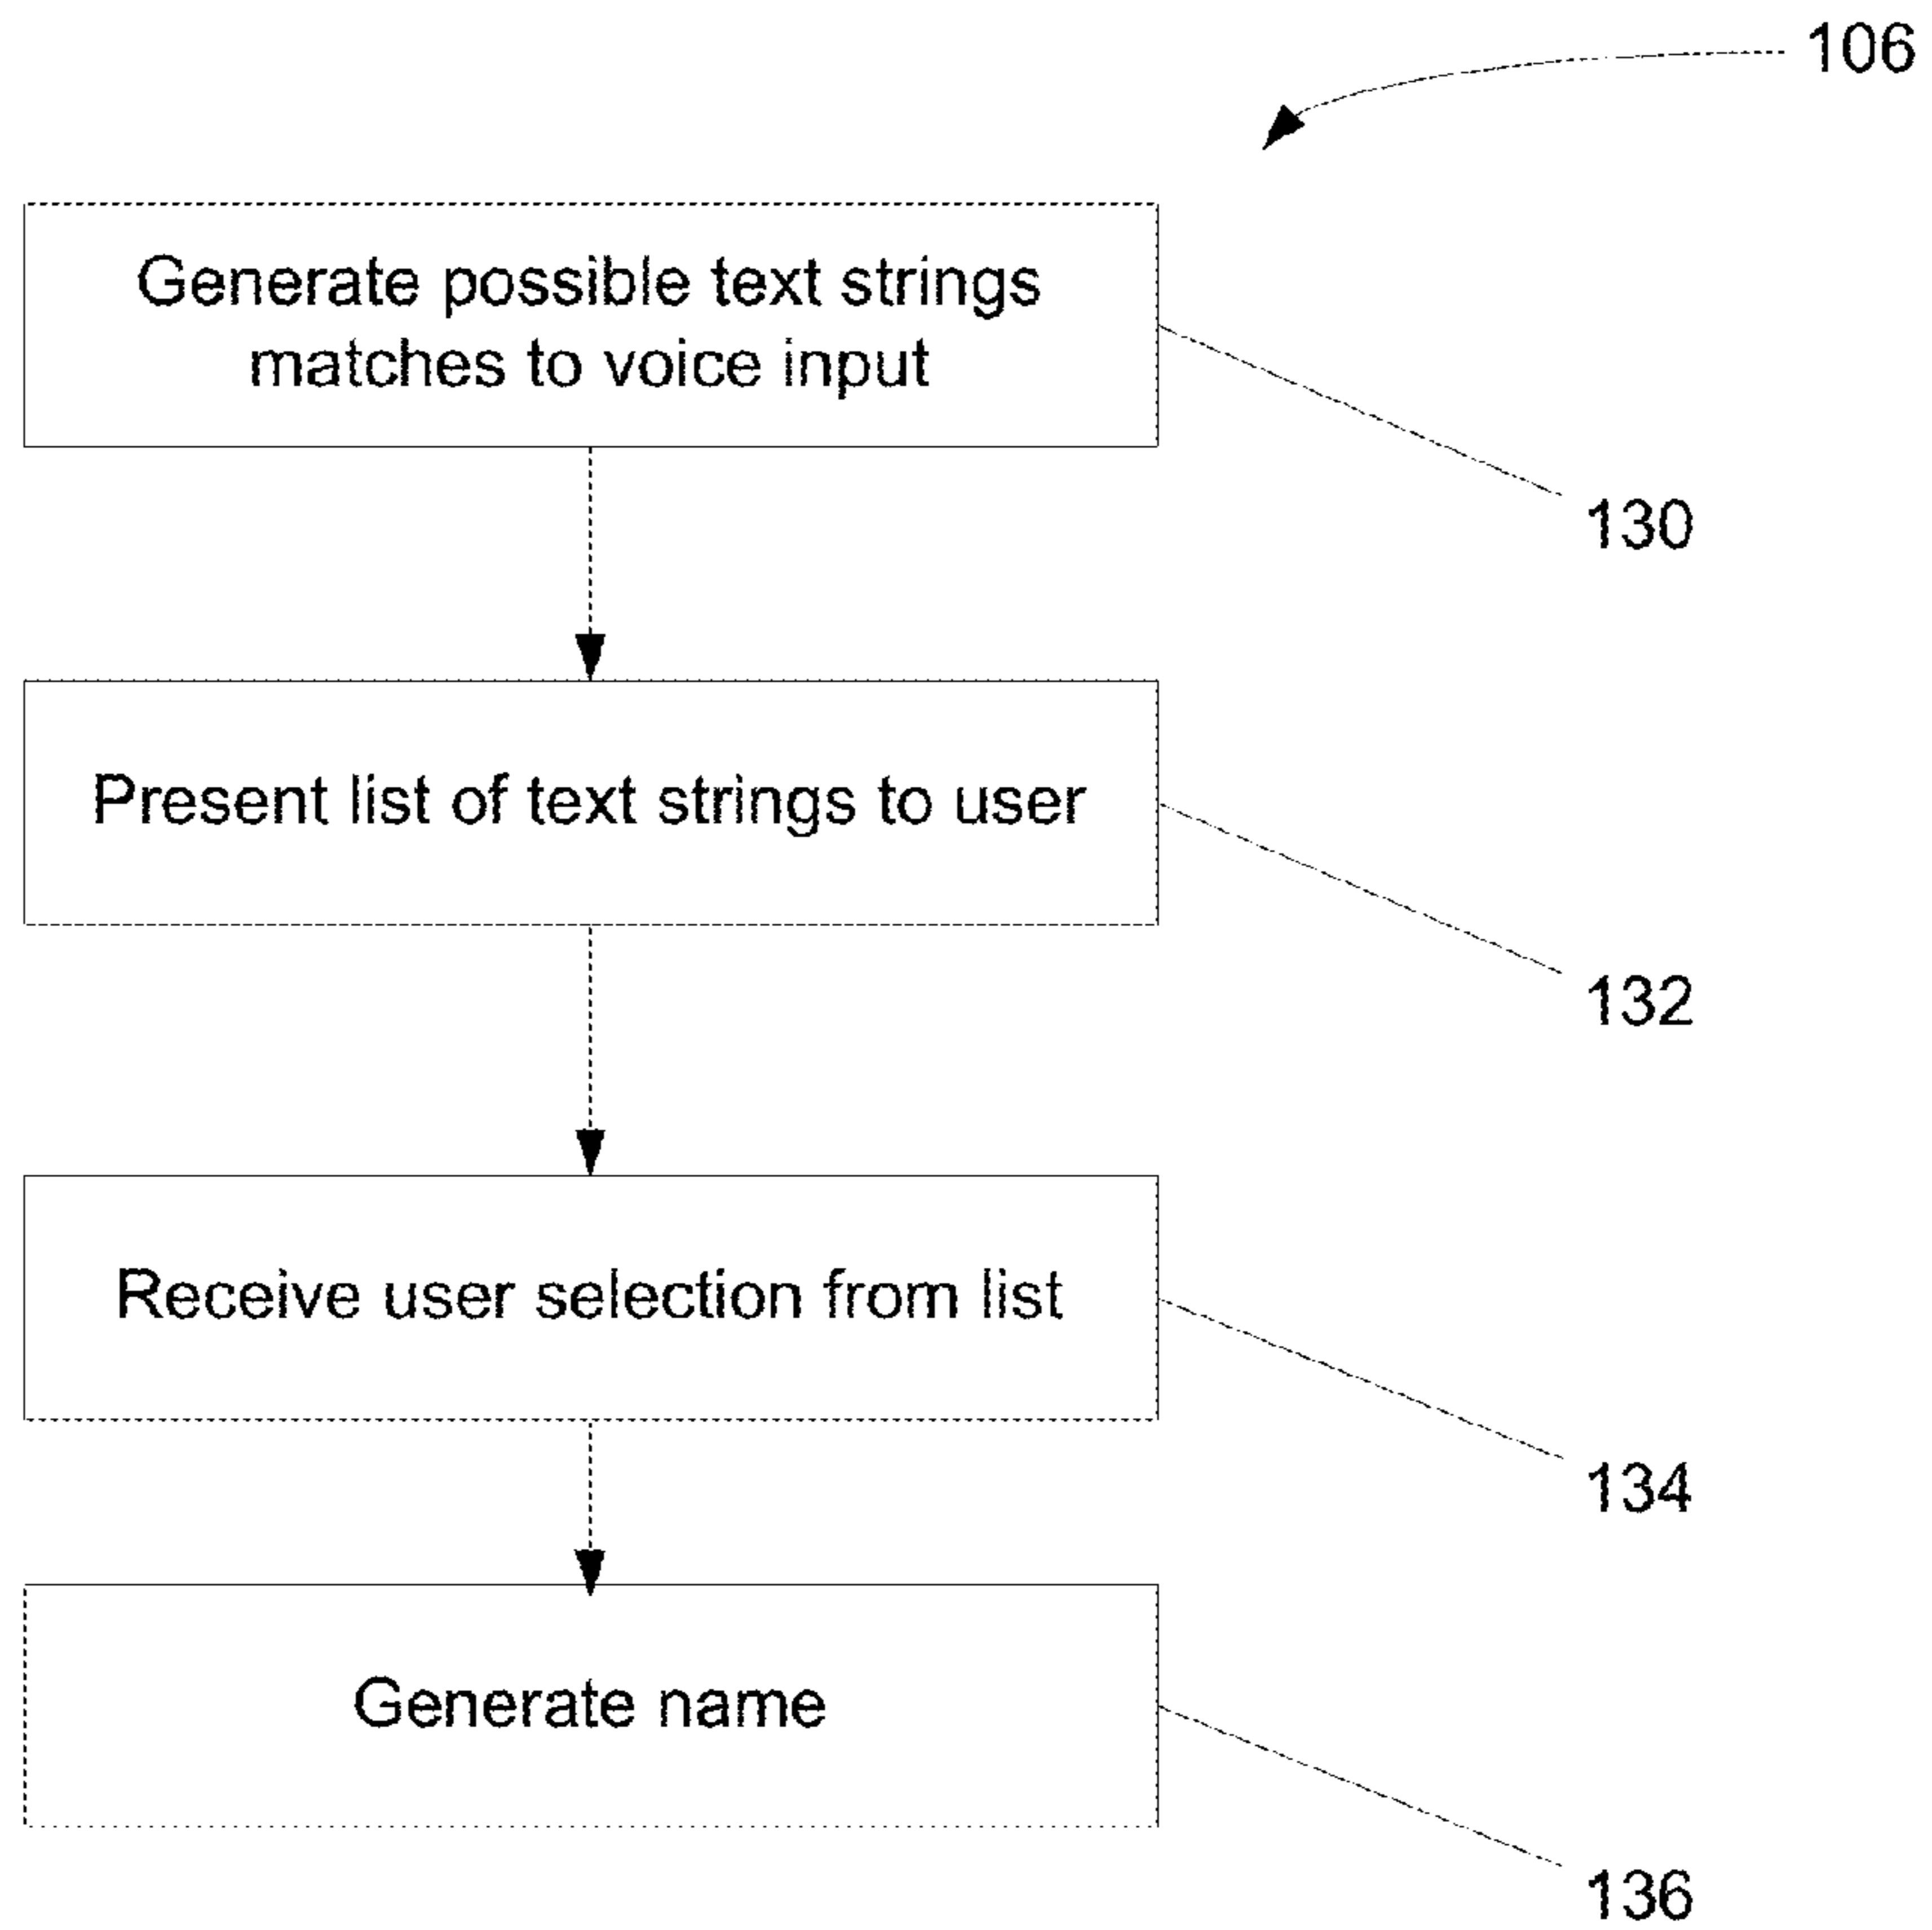 106
Generate possible text strings
matches to voice input
130
Present list of text strings to user
132
Receive user selection from list
134
Generate name
136